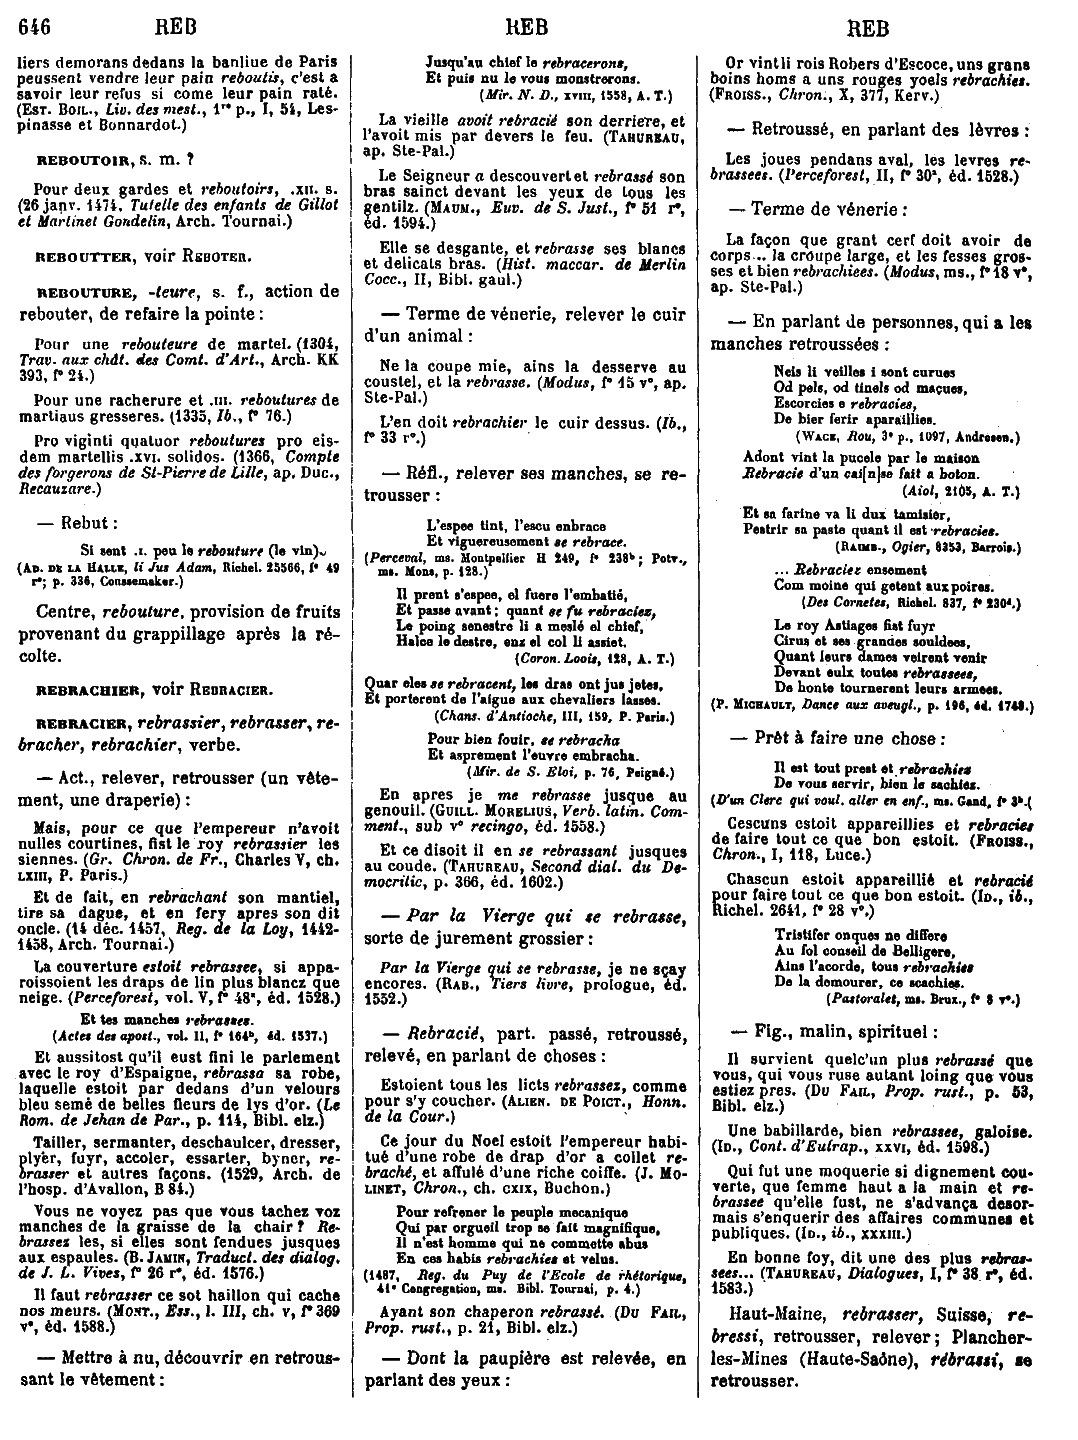 646 REB REB REB
liers demorans dedans la banliue de Paris
peussent vendre leur pain reboutis, c'est a
savoir leur refus si come leur pain raté.
(EST. BOIL., Liv. des mest., 1re p., I, 51, Les-
pinasse et Bonnardot.)
REBOUTOIR, s. m. ?
Pour deux gardes et reboutoirs, .XII. s.
(26 janv. 1474, Tutelle des enfants de Gillot
et Martinet Gondelin, Arch. Tournai.)
REBOUTTER, voir REBOTER.
REBOUTURE, -teure, s. f., action de
rebouter, de refaire la pointe :
Pour une rebouteure de martel. (1304,
Trav. aux chât. des Comt. d'Art., Arch. KK
393, f° 24.)
Pour une racherure et .III. reboutures de
martiaus gresseres. (1335, Ib., f° 76.)
Pro viginti quatuor reboutures pro eis-
dem martellis .XVI. solidos. (1366, Compte
des forgerons de St-Pierre de Lille, ap. Duc.,
Recauzare.)
— Rebut :
Si sent .I. peu le rebouture (le vin).
(AD. DE LA HALLE, li Jus Adam, Richel. 25566, f° 49
r°; p. 336, Coussemaker.)
Centre, rebouture, provision de fruits
provenant du grappillage après la ré-
colte.
REBRACHIER, voir REBRACIER.
REBRACIER, rebrassier, rebrasser, re-
bracher, rebrachier, verbe.
— Act., relever, retrousser (un vête-
ment, une draperie) :
Mais, pour ce que l'empereur n'avoit
nulles courtines, fist le roy rebrassier les
siennes. (Gr. Chron. de Fr., Charles V, ch.
LXIII, P. Paris.)
Et de fait, en rebrachant son mantiel,
tire sa dague, et en fery apres son dit
oncle. (14 déc. 1457, Reg. de la Loy, 1442-
1458, Arch. Tournai.)
La couverture estoit rebrassee, si appa-
roissoient les draps de lin plus blancz que
neige. (Perceforest, vol. V, f° 48a, éd. 1528.)
Et tes manches rebrasses.
(Actes des apost., vol. II, f° 164b, éd. 1537.)
Et aussitost qu'il eust fini le parlement
avec le roy d'Espaigne, rebrassa sa robe,
laquelle estoit par dedans d'un velours
bleu semé de belles fleurs de lys d'or. (Le
Rom. de Jehan de Par., p. 114, Bibl. elz.)
Tailler, sermanter, deschaulcer, dresser,
plyer, fuyr, accoler, essarter, byner, re-
brasser et autres façons. (1529, Arch. de
l'hosp. d'Avallon, B 84.)
Vous ne voyez pas que vous tachez voz
manches de la graisse de la chair ? Re-
brassez les, si elles sont fendues jusques
aux espaules. (B. JAMIN, Traduct. des dialog.
de J. L. Vives, f° 26 r°, éd. 1576.)
Il faut rebrasser ce sot haillon qui cache
nos meurs. (MONT., Ess., l. III, ch. V, f° 369
v°, éd. 1588.)
— Mettre à nu, découvrir en retrous-
sant le vêtement :
Jusqu'au chief le rebracerons,
Et puis nu le vous monstrerons.
(Mir. N. D., XVIII, 1558, A. T.)
La vieille avoit rebracié son derriere, et
l'avoit mis par devers le feu. (TAHUREAU,
ap. Ste-Pal.)
Le Seigneur a descouvert et rebrassé son
bras sainct devant les yeux de tous les
gentilz. (MAUM., Euv. de S. Just., f° 51 r°,
éd. 1594.)
Elle se desgante, et rebrasse ses blancs
et delicats bras. (Hist. maccar. de Merlin
Cocc., II, Bibl. gaul.)
— Terme de vénerie, relever le cuir
d'un animal :
Ne la coupe mie, ains la desserve au
coustel, et la rebrasse. (Modus, f° 15 v°, ap.
Ste-Pal.)
L'en doit rebrachier le cuir dessus. (Ib.,
f° 33 r°.)
— Réfl., relever ses manches, se re-
trousser :
L'espee tint, l'escu enbrace
Et viguereusement se rebrace.
(Perceval, ms. Montpellier H 249, f° 238b; Potv.,
ms. Mons, p. 128.)
Il prent s'espee, el fuere l'embatié,
Et passe avant ; quant se fu rebraciez,
Le poing senestre li a meslé el chief,
Halce le destre, enz el col li assiet.
(Coron. Loois, 128, A. T.)
Quar eles se rebracent, les dras ont jus jetes,
Et porterent de l'aigue aux chevaliers lasses.
(Chans. d'Antioche, III, 159, P. Paris.)
Pour bien fouir, se rebracha
Et asprement l'euvre embracha.
(Mir. de S. Eloi, p. 76, Peigné.)
En apres je me rebrasse jusque au
genouil. (GUILL. MORELIUS, Verb. latin. Com-
ment., sub v° recingo, éd. 1558.)
Et ce disoit il en se rebrassant jusques
au coude. (TAHUREAU, Second dial. du De-
mocritic, p. 366, éd. 1602.)
— Par la Vierge qui se rebrasse,
sorte de jurement grossier :
Par la Vierge qui se rebrasse, je ne sçay
encores. (RAB., Tiers livre, prologue, éd.
1552.)
— Rebracié, part. passé, retroussé,
relevé, en parlant de choses :
Estoient tous les licts rebrassez, comme
pour s'y coucher. (ALIEN. DE POICT., Honn.
de la Cour.)
Ce jour du Noel estoit l'empereur habi-
tué d'une robe de drap d'or a collet re-
braché, et affulé d'une riche coiffe. (J. MO-
LINET, Chron., ch. CXIX, Buchon.)
Pour refrener le peuple mecanique
Qui par orgueil trop se fait magnifique,
Il n'est homme qui ne commette abus
En ces habis rebrachies et velus.
(1487, Reg. du Puy de l'Ecole de rhétorique,
41e Congregation, ms. Bibl. Tournai, p. 4.)
Ayant son chaperon rebrassé. (DU FAIL,
Prop. rust., p. 21, Bibl. elz.)
— Dont la paupière est relevée, en
parlant des yeux :
Or vint li rois Robers d'Escoce, uns grans
boins homs a uns rouges yoels rebrachies.
(FROISS., Chron., X, 377, Kerv.)
— Retroussé, en parlant des lèvres :
Les joues pendans aval, les levres re-
brassees. (Perceforest, II, f° 30a, éd. 1528.)
— Terme de vénerie :
La façon que grant cerf doit avoir de
corps... la croupe large, et les fesses gros-
ses et bien rebrachiees. (Modus, ms., f° 18 v°,
ap. Ste-Pal.)
— En parlant de personnes, qui a les
manches retroussées :
Neis li veilles i sont curues
Od pels, od tinels od maçues,
Escorcies e rebracies,
De bier ferir aparaillies.
(WACE, Rou, 3e p., 1097, Andresen.)
Adont vint la pucele par le maison
Rebracie d'un cai[n]se fait a boton.
(Aiol, 2105, A. T.)
Et sa farine va li dux tamisier,
Pestrir sa paste quant il est rebracies.
(RAIMB., Ogier, 8353, Barrois.)
... Rebraciez ensement
Com moine qui getent aux poires.
(Des Cornetes, Richel. 837, f° 230d.)
Le roy Astiages fist fuyr
Cirus et ses grandes souldees,
Quant leurs dames veirent venir
Devant eulx toutes rebrassees,
De honte tournerent leurs armees.
(P. MICHAULT, Dance aux aveugl., p. 196, éd. 1748.)
— Prêt à faire une chose :
Il est tout prest et rebrachies
De vous servir, bien le sachies.
(D'un Clerc qui voul. aller en enf., ms. Gand, f° 3b.(
Cescuns estoit appareillies et rebracies
de faire tout ce que bon estoit. (FROISS.,
Chron., I, 118, Luce.)
Chascun estoit appareillié et rebracié
pour faire tout ce que bon estoit. (ID., ib.,
Richel. 2641, f° 28 v°.)
Tristifer onques ne differe
Au fol conseil de Belligere,
Ains l'acorde, tous rebrachies
De la demourer, ce scachies.
(Pastoralet, ms. Brux., f° 8 v°.)
— Fig., malin, spirituel :
Il survient quelc'un plus rebrassé que
vous, qui vous ruse autant loing que vous
estiez pres. (DU FAIL, Prop. rust., p. 53,
Bibl. elz.)
Une babillarde, bien rebrassee, galoise.
(ID., Cont. d'Eutrap., XXVI, éd. 1598.)
Qui fut une moquerie si dignement cou-
verte, que femme haut a la main et re-
brassee qu'elle fust, ne s'advança desor-
mais s'enquerir des affaires communes et
publiques. (ID., ib., XXXIII.)
En bonne foy, dit une des plus rebras-
sees... (TAHUREAU, Dialogues, I, f° 38 r°, éd.
1583.)
Haut-Maine, rebrasser, Suisse, re-
bressi, retrousser, relever ; Plancher-
les-Mines (Haute-Saône), rébrassi, se
retrousser.